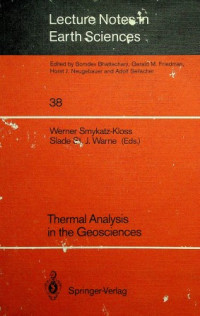 Lecture Notes in
Earth Sciences
Edited by Somdev Bhattacharji, Gerald M. Friedman,
Horst J. Neugebauer and Adolf Seilacher
38
Werner Smykatz-Kloss
Slade St. J. Warne (Eds.)
Thermal Analysis
in the Geosciences
Springer-Verlag